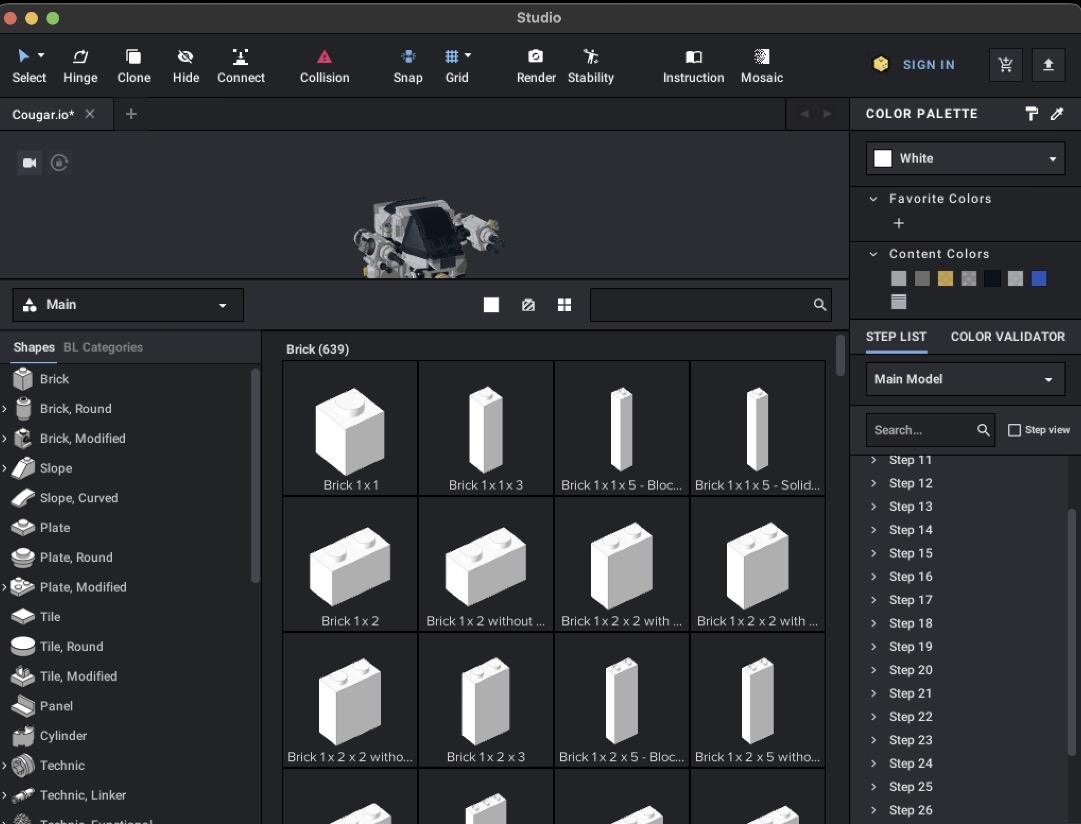 Studio
Select Hinge Clone Hide Connect Collision Snap Grid Render Stability Instruction Mosaic SIGN IN
Cougar.io*
COLOR PALETTE
White
Favorite Colors
Content Colors
Main
STEP LIST COLOR VALIDATOR
Main Model
Search...
Step view
Shapes BL Categories
Brick
Brick, Round
Brick, Modified
Slope
Slope, Curved
Plate
Plate, Round
Plate, Modified
Tile
Tile, Round
Tile, Modified
Panel
Cylinder
Technic
Technic, Linker
Technic, Functional
Brick (639)
Brick 1 x 1
Brick 1 x 1 x 3
Brick 1 x 1 x 5 - Bloc...
Brick 1 x 1 x 5 - Solid...
Brick 1 x 2
Brick 1 x 2 without ...
Brick 1 x 2 x 2 with ...
Brick 1 x 2 x 2 with ...
Brick 1 x 2 x 2 witho...
Brick 1 x 2 x 3
Brick 1 x 2 x 5 - Bloc...
Brick 1 x 2 x 5 witho...
Step 11
Step 12
Step 13
Step 14
Step 15
Step 16
Step 17
Step 18
Step 19
Step 20
Step 21
Step 22
Step 23
Step 24
Step 25
Step 26